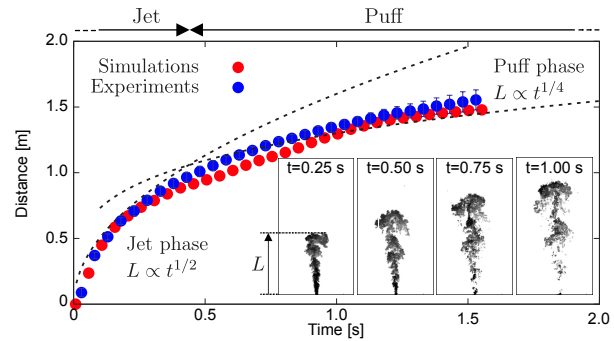 Jet Puff
Simulations
Experiments
Puff phase
L ∝ t^{1/4}
Jet phase
L ∝ t^{1/2}
t=0.25 s t=0.50 s t=0.75 s t=1.00 s
L
Distance [m]
2.0
1.5
1.0
0.5
0
0 0.5 1.0 1.5 2.0
Time [s]